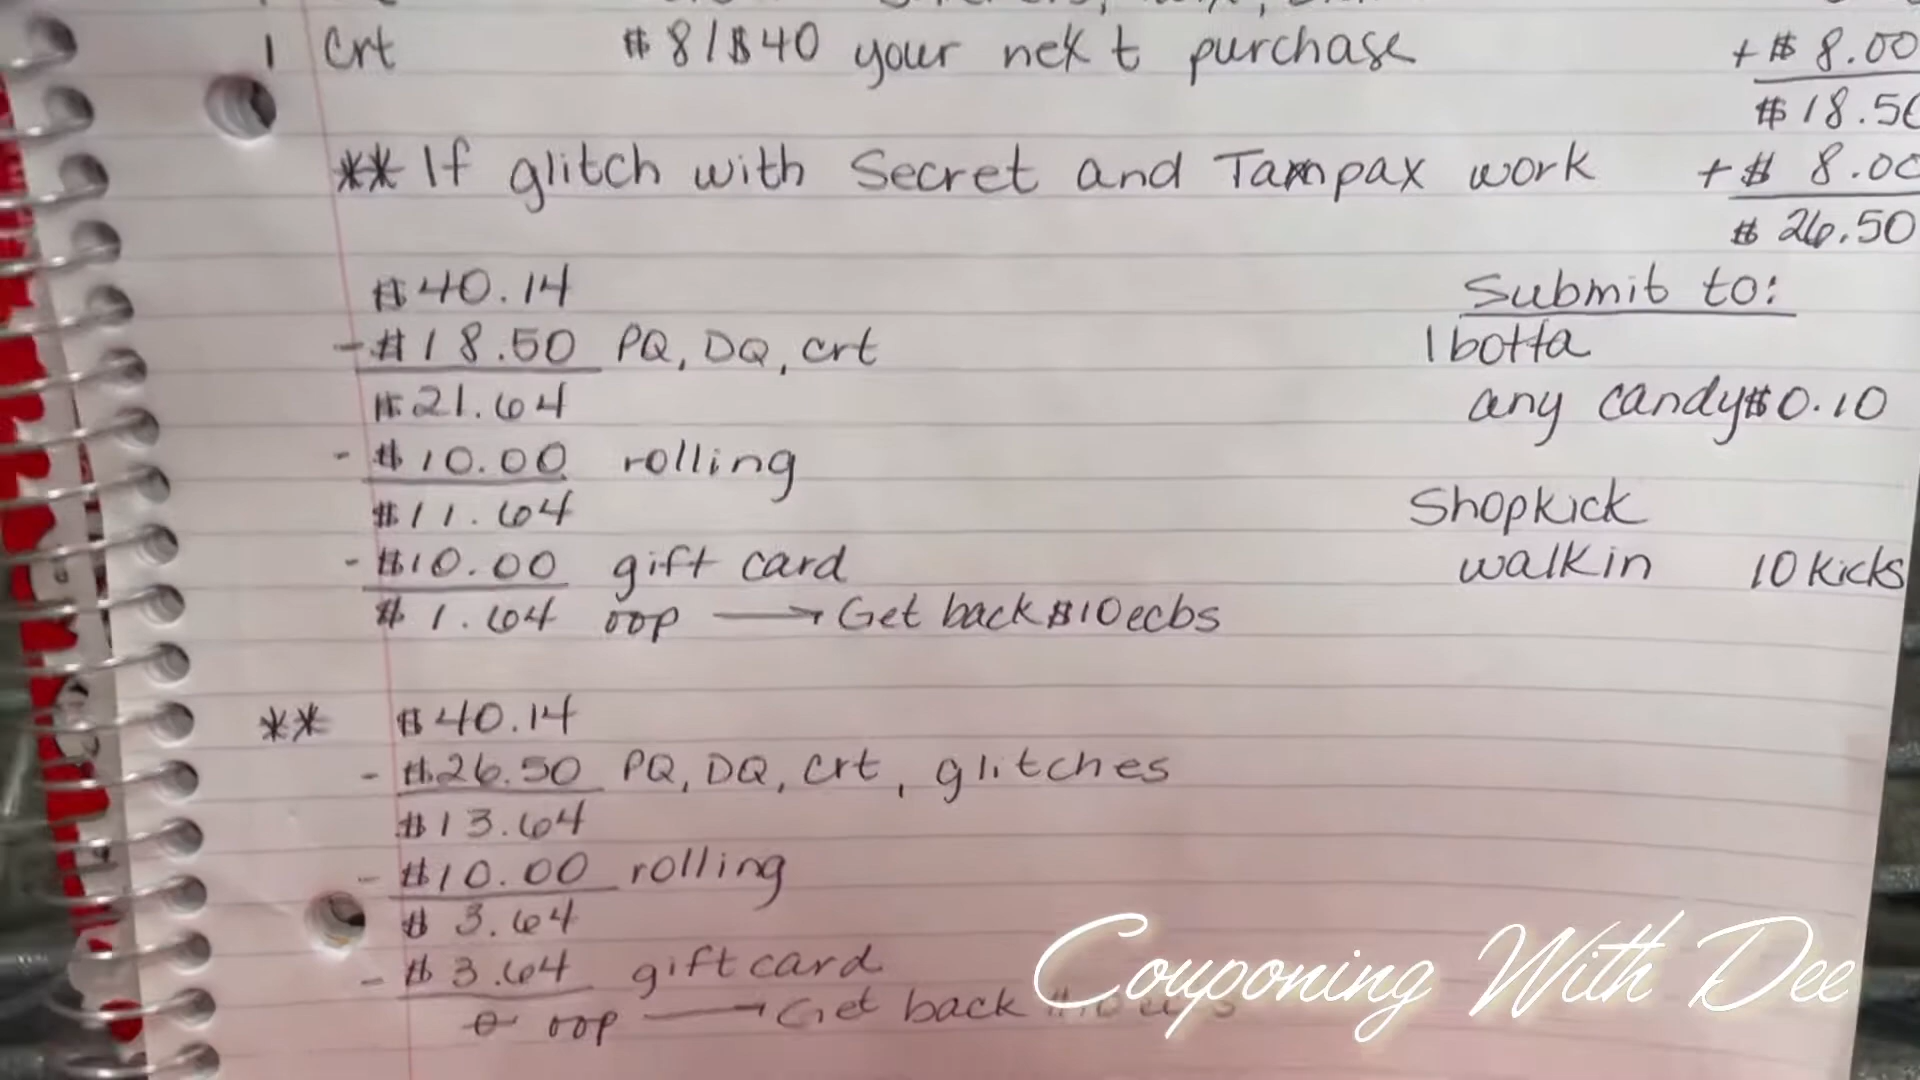 1 Crt $8/$40 your next purchase + $8.00
$18.50
** If glitch with Secret and Tampax work + $8.00
$26.50
$40.14
- $18.50 PQ, DQ, crt
$21.64
- $10.00 rolling
$11.64
- $10.00 gift card
$1.64 oop → Get back $10 ecbs
Submit to:
Ibotta
any candy $0.10
Shopkick
walk in 10 kicks
** $40.14
- $26.50 PQ, DQ, crt, glitches
$13.64
- $10.00 rolling
$3.64
- $3.64 gift card
0 oop → Get back
Couponing With Dee